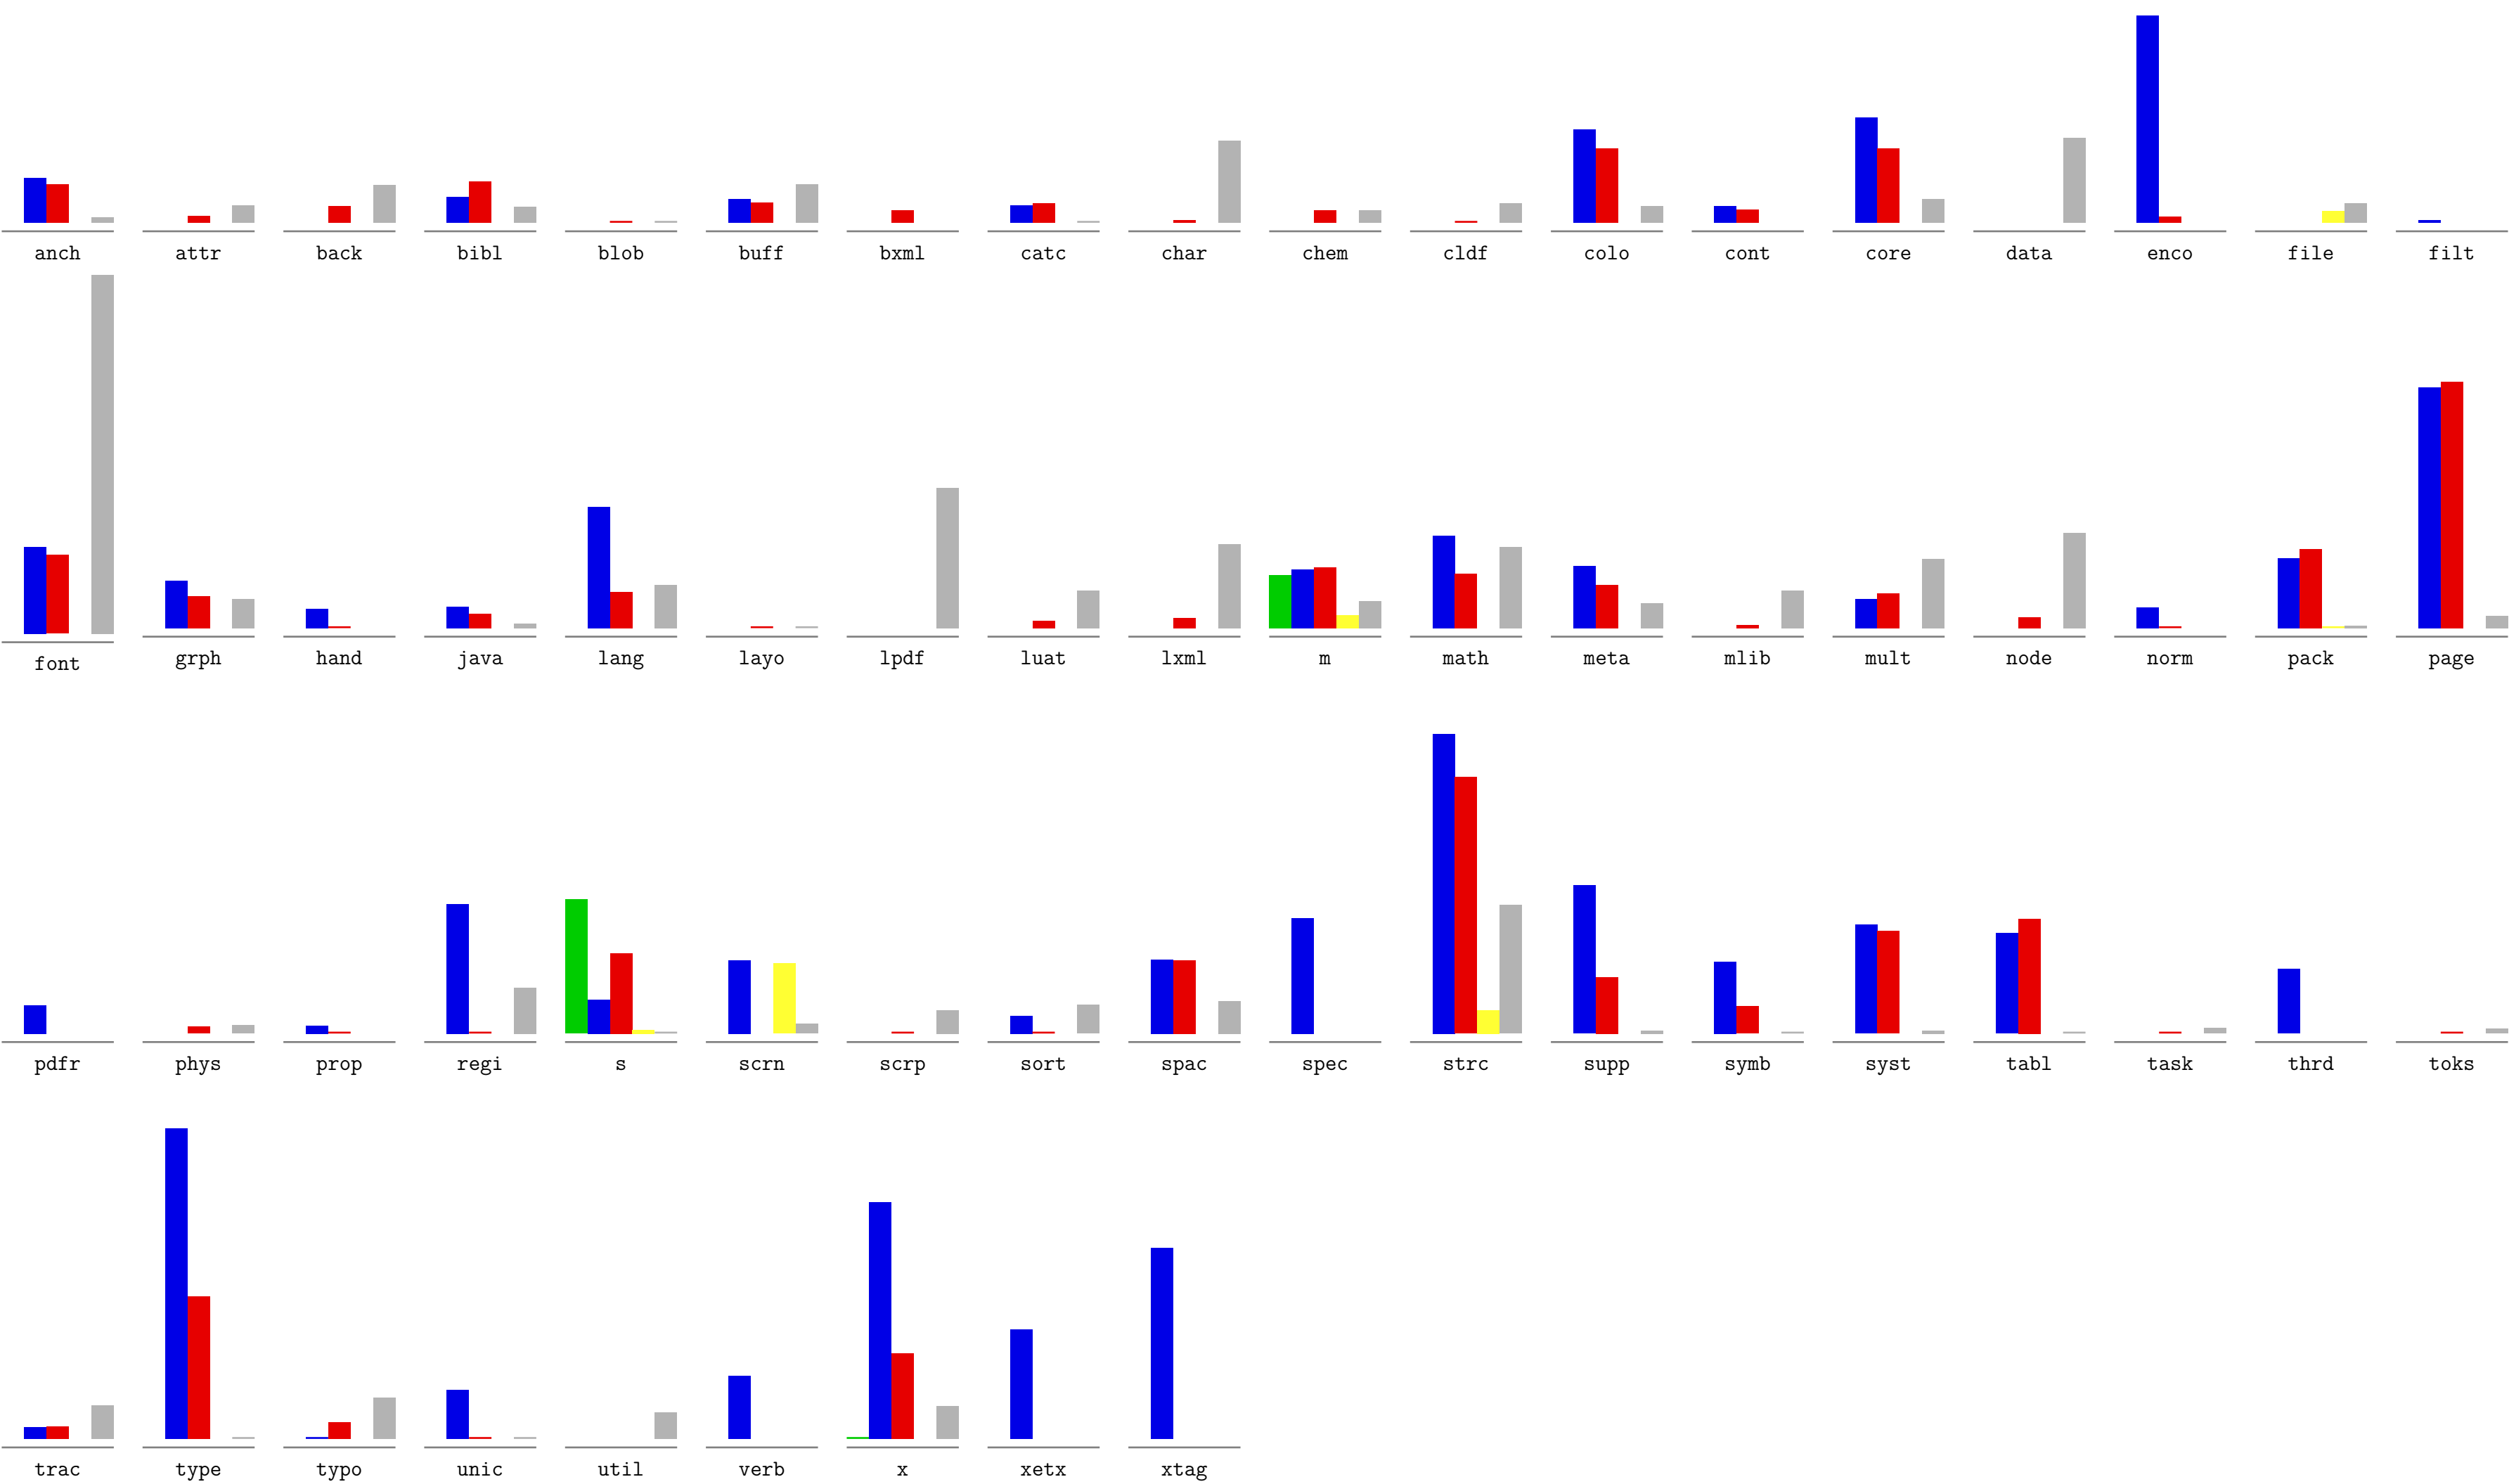 anch attr back bibl blob buff bxml catc char chem cldf colo cont core data enco file filt
font grph hand java lang layo lpdf luat lxml m math meta mlib mult node norm pack page
pdfr phys prop regi s scrn scrp sort spac spec strc supp symb syst tabl task thrd toks
trac type typo unic util verb x xetx xtag